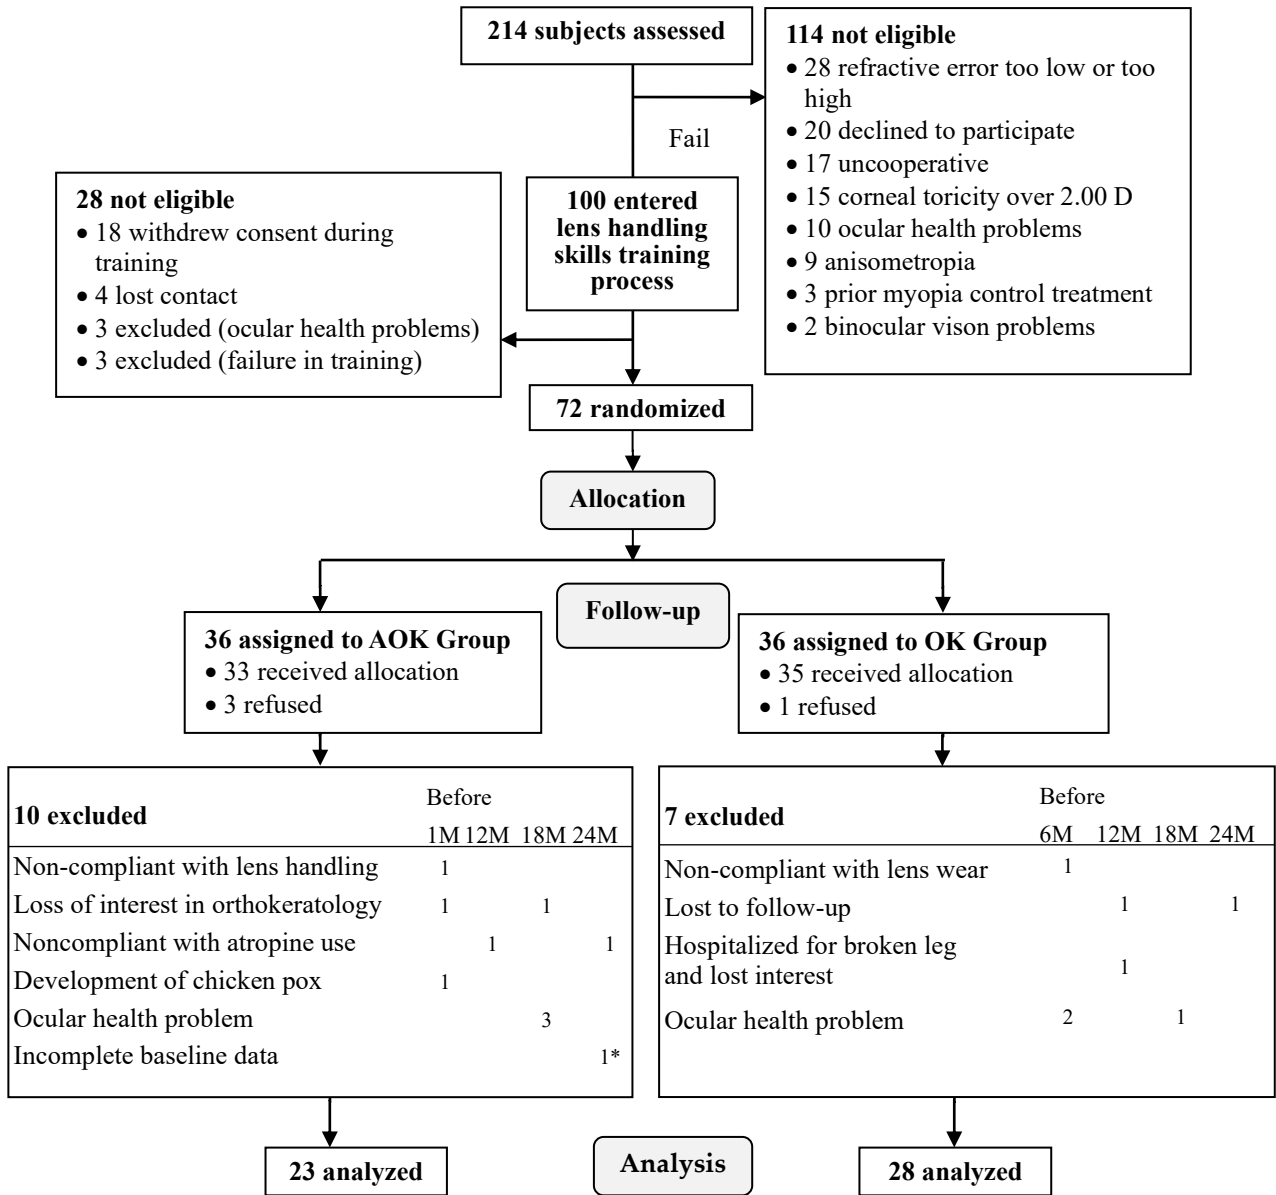 214 subjects assessed
114 not eligible
• 28 refractive error too low or too
high
• 20 declined to participate
• 17 uncooperative
• 15 corneal toricity over 2.00 D
• 10 ocular health problems
• 9 anisometropia
• 3 prior myopia control treatment
• 2 binocular vison problems
Fail
100 entered
lens handling
skills training
process
28 not eligible
• 18 withdrew consent during
training
• 4 lost contact
• 3 excluded (ocular health problems)
• 3 excluded (failure in training)
72 randomized
Allocation
Follow-up
36 assigned to AOK Group
• 33 received allocation
• 3 refused
36 assigned to OK Group
• 35 received allocation
• 1 refused
10 excluded
Before
1M 12M 18M 24M
Non-compliant with lens handling 1
Loss of interest in orthokeratology 1 1
Noncompliant with atropine use 1 1
Development of chicken pox 1
Ocular health problem 3
Incomplete baseline data 1*
7 excluded
Before
6M 12M 18M 24M
Non-compliant with lens wear 1
Lost to follow-up 1 1
Hospitalized for broken leg
and lost interest 1
Ocular health problem 2 1
23 analyzed
Analysis
28 analyzed